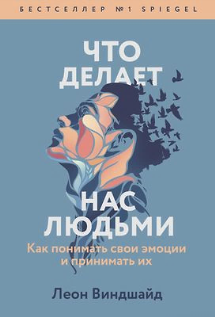 БЕСТСЕЛЛЕР №1 SPIEGEL
ЧТО
ДЕЛАЕТ
НАС
ЛЮДЬМИ
Как понимать свои эмоции
и принимать их
Леон Виндшайд